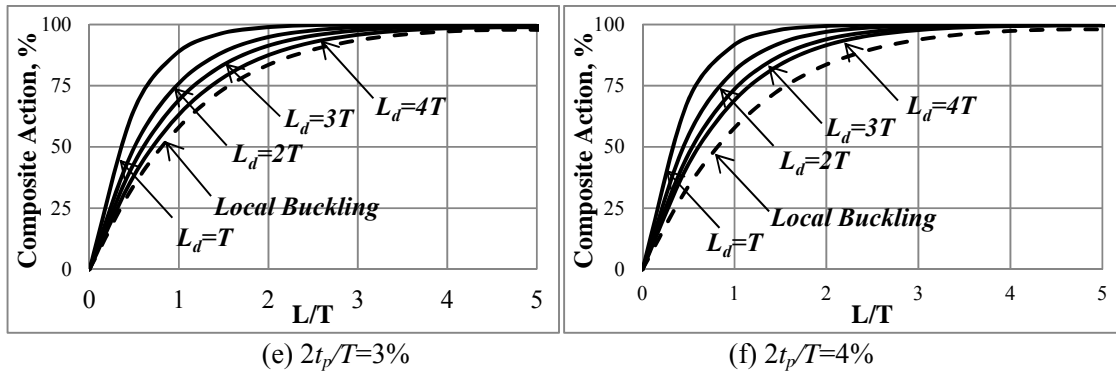 Composite Action, %
100
75
50
25
0
L_d=4T
L_d=3T
L_d=2T
Local Buckling
L_d=T
0 1 2 3 4 5
L/T
(e) 2t_p/T=3%
Composite Action, %
100
75
50
25
0
L_d=4T
L_d=3T
L_d=2T
Local Buckling
L_d=T
0 1 2 3 4 5
L/T
(f) 2t_p/T=4%